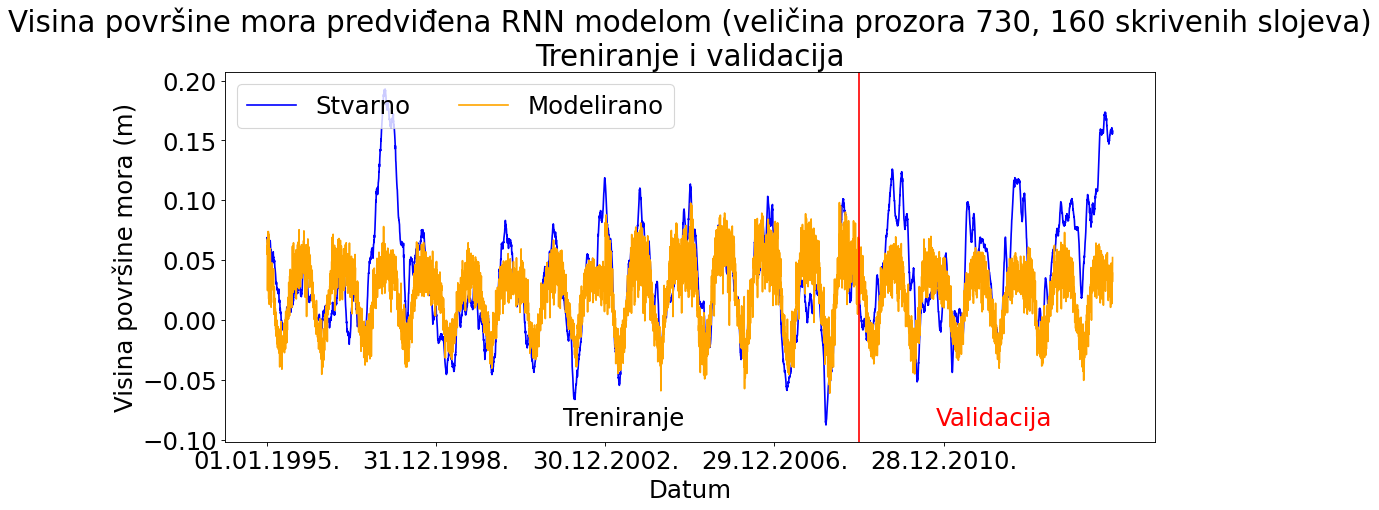 Visina površine mora predviđena RNN modelom (veličina prozora 730, 160 skrivenih slojeva)
Treniranje i validacija
Stvarno
Modelirano
Visina površine mora (m)
0.20
0.15
0.10
0.05
0.00
−0.05
−0.10
Treniranje
Validacija
01.01.1995.
31.12.1998.
30.12.2002.
29.12.2006.
28.12.2010.
Datum